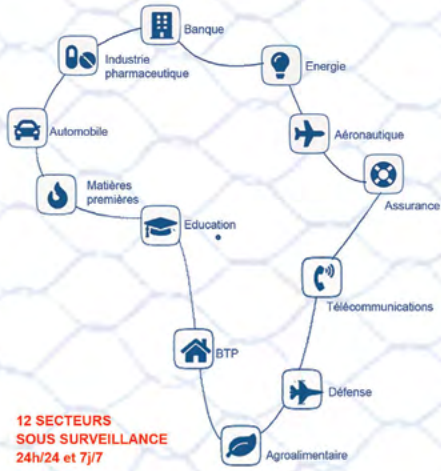 Banque
Industrie
pharmaceutique
Energie
Automobile
Aéronautique
Matières
premières
Assurance
Education
Télécommunications
BTP
Défense
12 SECTEURS
SOUS SURVEILLANCE
24h/24 et 7j/7
Agroalimentaire